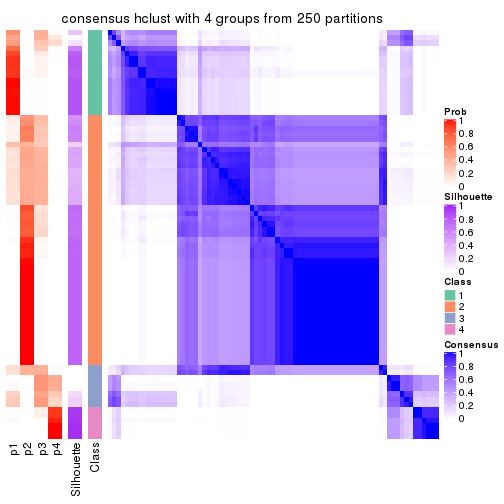 consensus hclust with 4 groups from 250 partitions
Prob
1
0.8
0.6
0.4
0.2
0
Silhouette
1
0.8
0.6
0.4
0.2
0
Class
1
2
3
4
Consensus
1
0.8
0.6
0.4
0.2
0
p1
p2
p3
p4
Silhouette
Class